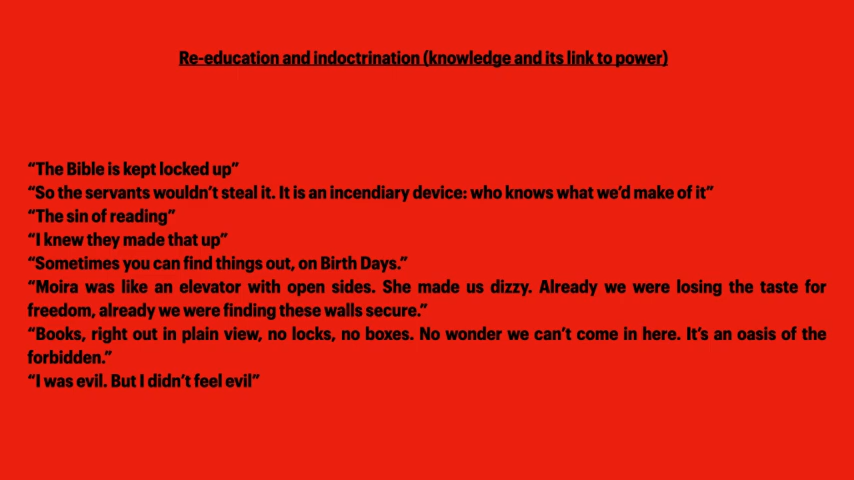 Re-education and indoctrination (knowledge and its link to power)
“The Bible is kept locked up”
“So the servants wouldn’t steal it. It is an incendiary device: who knows what we’d make of it”
“The sin of reading”
“I knew they made that up”
“Sometimes you can find things out, on Birth Days.”
“Moira was like an elevator with open sides. She made us dizzy. Already we were losing the taste for
freedom, already we were finding these walls secure.”
“Books, right out in plain view, no locks, no boxes. No wonder we can’t come in here. It’s an oasis of the
forbidden.”
“I was evil. But I didn’t feel evil”